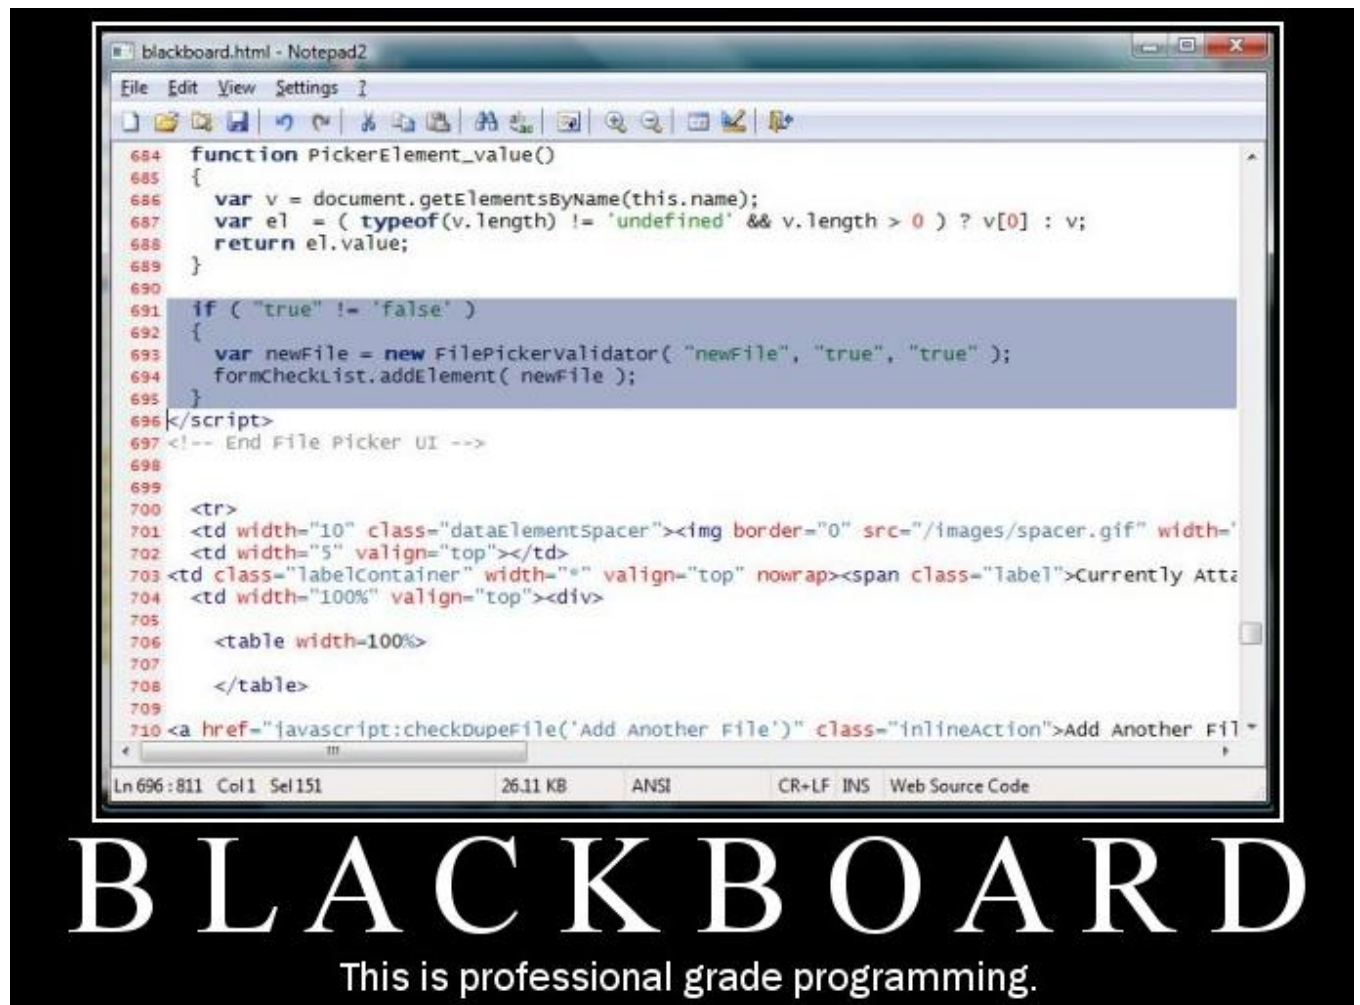 blackboard.html - Notepad2
File Edit View Settings ?
684 function PickerElement_value()
685 {
686 var v = document.getElementsByName(this.name);
687 var el = ( typeof(v.length) != 'undefined' && v.length > 0 ) ? v[0] : v;
688 return el.value;
689 }
690
691 if ( "true" != 'false' )
692 {
693 var newFile = new FilePickerValidator( "newFile", "true", "true" );
694 formCheckList.addElement( newFile );
695 }
696 </script>
697 <!-- End File Picker UI -->
698
699
700 <tr>
701 <td width="10" class="dataElementSpacer"><img border="0" src="/images/spacer.gif" width="
702 <td width="5" valign="top"></td>
703 <td class="labelContainer" width="*" valign="top" nowrap><span class="label">Currently Atta
704 <td width="100%" valign="top"><div>
705
706 <table width=100%>
707
708 </table>
709
710 <a href="javascript:checkDupeFile('Add Another File')" class="inlineAction">Add Another Fil
Ln 696 : 811 Col 1 Sel 151 26.11 KB ANSI CR+LF INS Web Source Code
BLACKBOARD
This is professional grade programming.